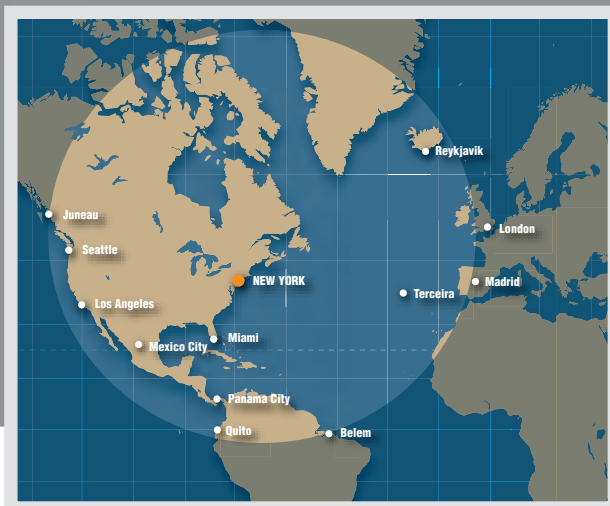 Reykjavik
Juneau
London
Seattle
NEW YORK
Madrid
Terceira
Los Angeles
Miami
Mexico City
Panama City
Quito
Belem